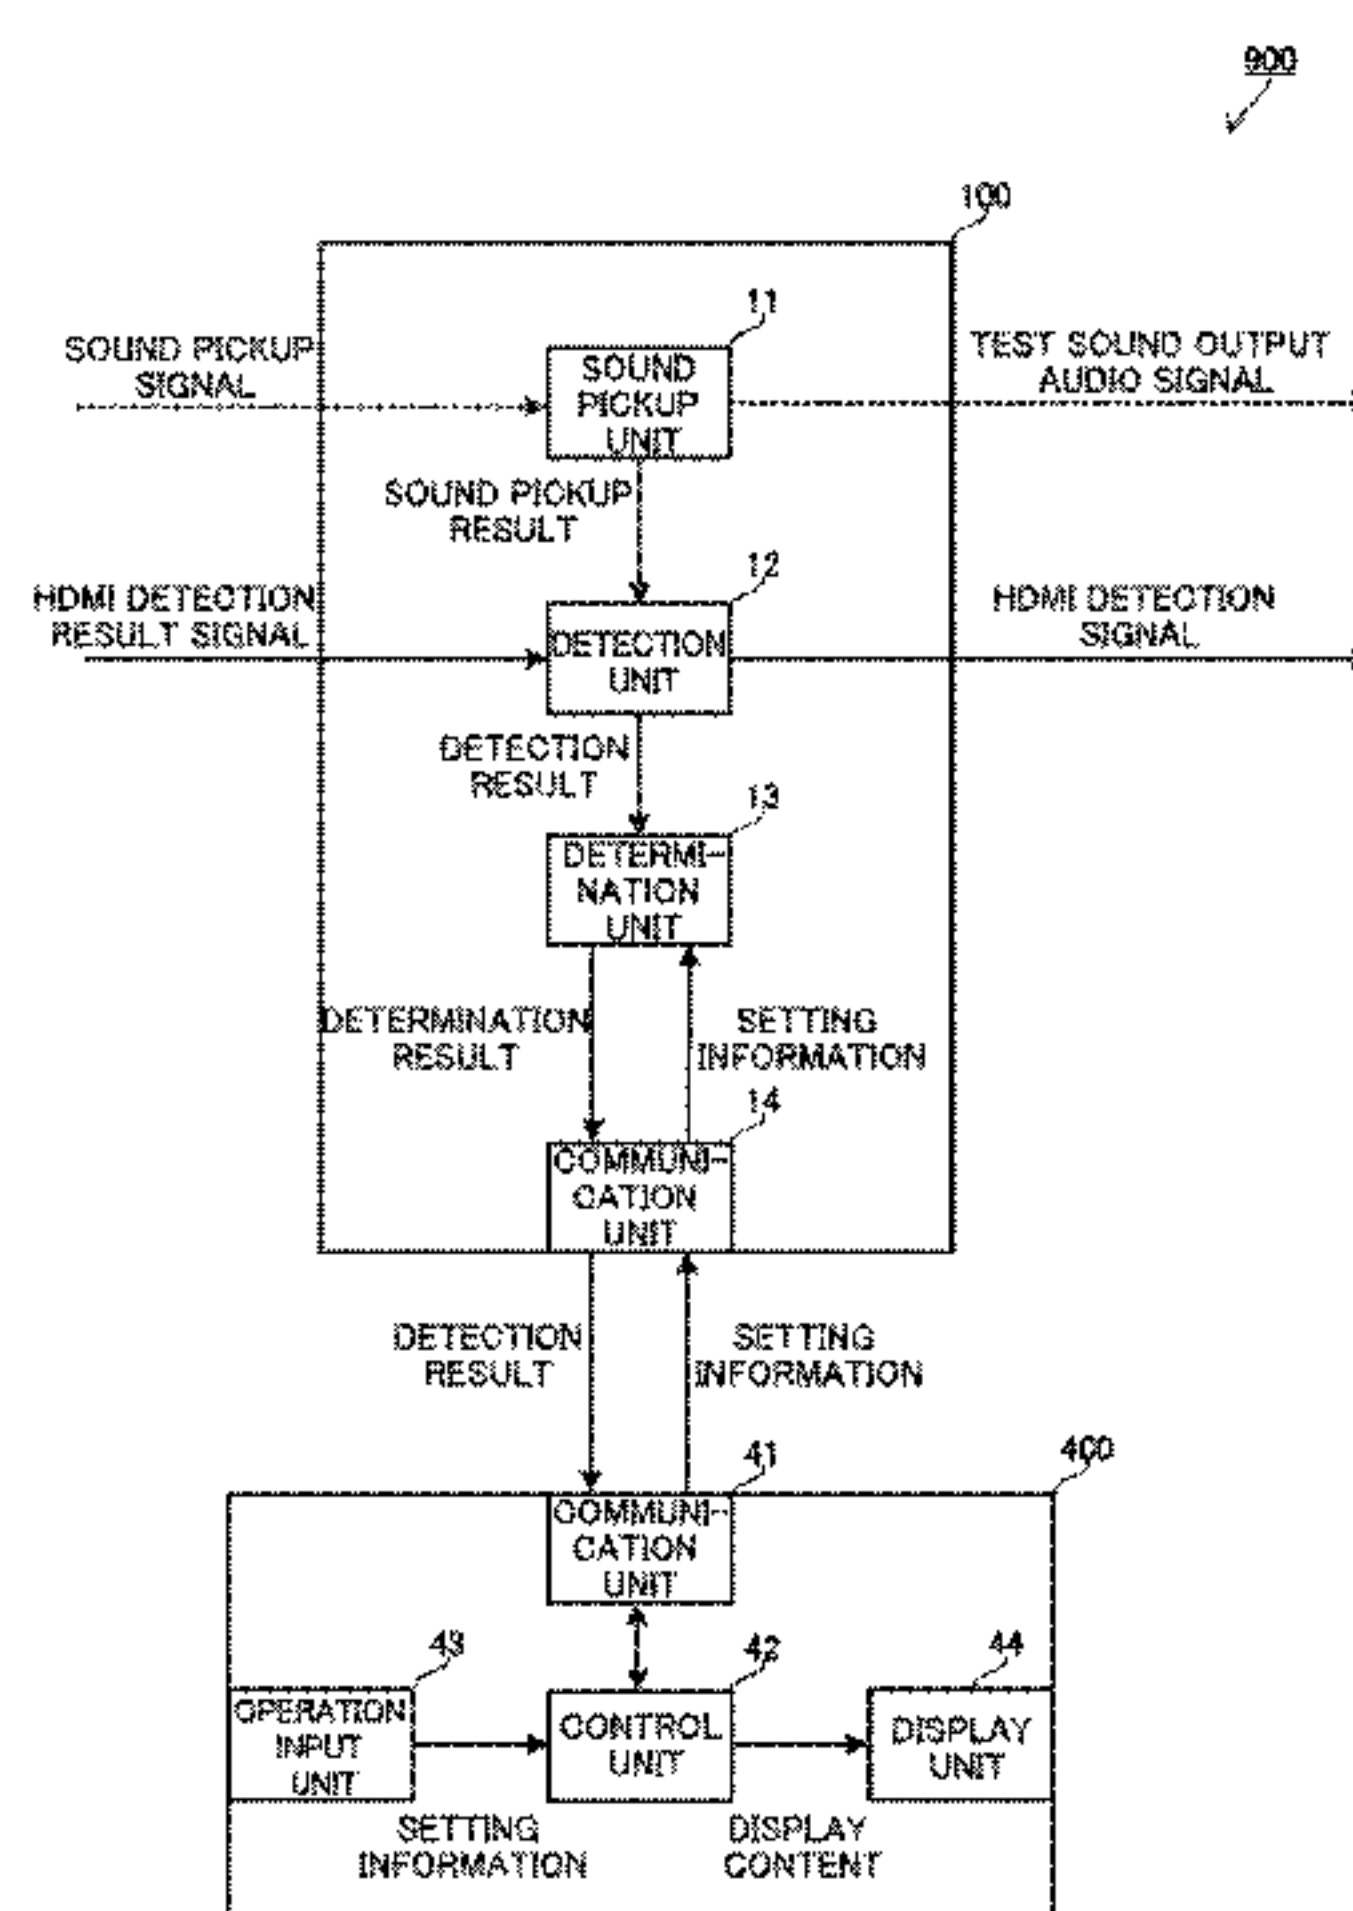 900
100
11
SOUND PICKUP
SIGNAL
SOUND
PICKUP
UNIT
TEST SOUND OUTPUT
AUDIO SIGNAL
SOUND PICKUP
RESULT
12
HDMI DETECTION
RESULT SIGNAL
DETECTION
UNIT
HDMI DETECTION
SIGNAL
DETECTION
RESULT
13
DETERMI-
NATION
UNIT
DETERMINATION
RESULT
SETTING
INFORMATION
14
COMMUNI-
CATION
UNIT
DETECTION
RESULT
SETTING
INFORMATION
41
400
COMMUNI-
CATION
UNIT
43
42
44
OPERATION
INPUT
UNIT
CONTROL
UNIT
DISPLAY
UNIT
SETTING
INFORMATION
DISPLAY
CONTENT